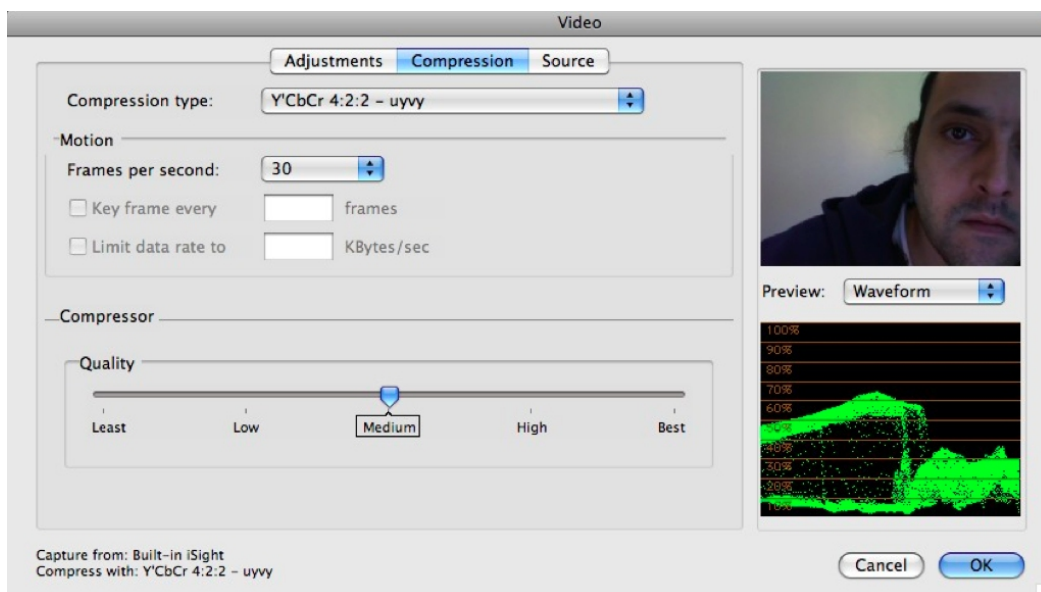 Video
Adjustments Compression Source
Compression type: Y'CbCr 4:2:2 – uyvy
Motion
Frames per second: 30
Key frame every frames
Limit data rate to KBytes/sec
Preview: Waveform
Compressor
Quality
Least Low Medium High Best
100%
90%
80%
70%
60%
30%
20%
10%
Capture from: Built-in iSight
Compress with: Y'CbCr 4:2:2 – uyvy
Cancel OK